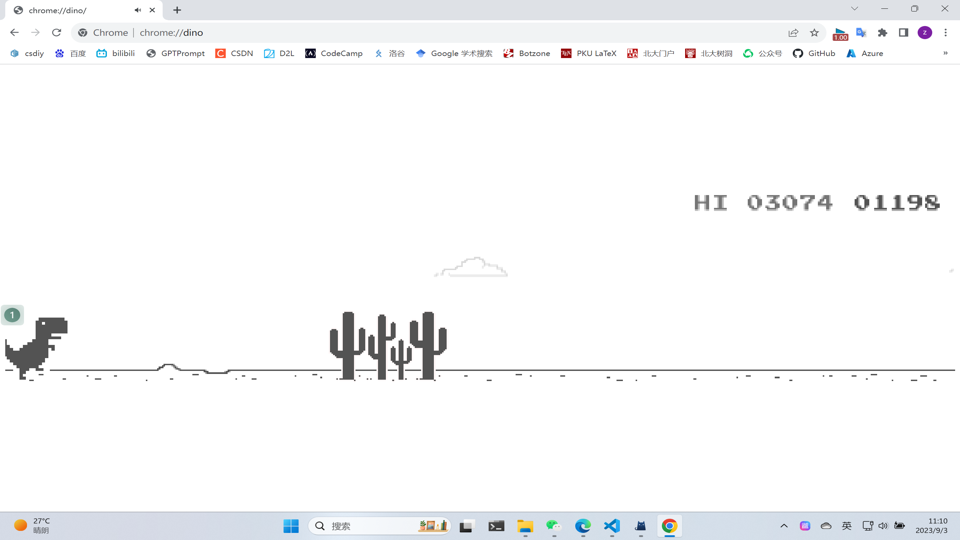 chrome://dino/
Chrome | chrome://dino
1.00
z
csdiy 百度 bilibili GPTPrompt CSDN D2L CodeCamp 洛谷 Google 学术搜索 Botzone PKU LaTeX 北大门户 北大树洞 公众号 GitHub Azure »
HI 03074 01198
1
27°C
晴朗
搜索
英
11:10
2023/9/3